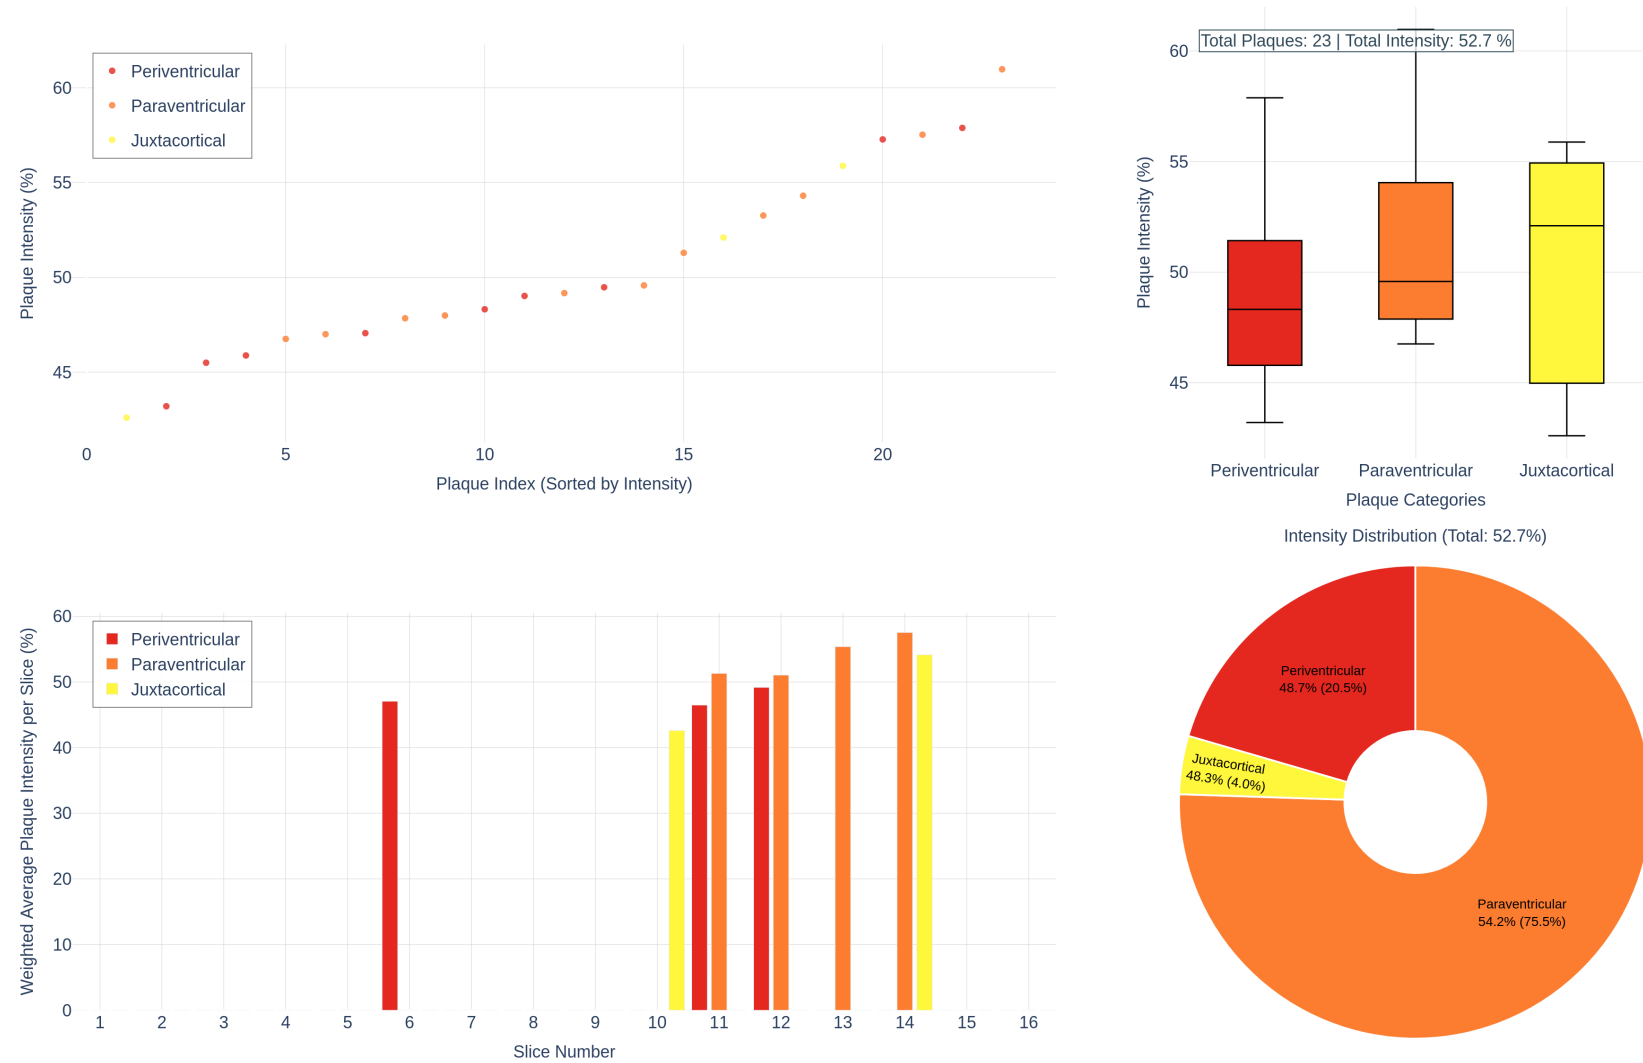 Periventricular
Paraventricular
Juxtacortical
Plaque Intensity (%)
60
55
50
45
0 5 10 15 20
Plaque Index (Sorted by Intensity)
Total Plaques: 23 | Total Intensity: 52.7 %
Plaque Intensity (%)
60
55
50
45
Periventricular Paraventricular Juxtacortical
Plaque Categories
Periventricular
Paraventricular
Juxtacortical
Weighted Average Plaque Intensity per Slice (%)
60
50
40
30
20
10
0
1 2 3 4 5 6 7 8 9 10 11 12 13 14 15 16
Slice Number
Intensity Distribution (Total: 52.7%)
Periventricular
48.7% (20.5%)
Juxtacortical
48.3% (4.0%)
Paraventricular
54.2% (75.5%)